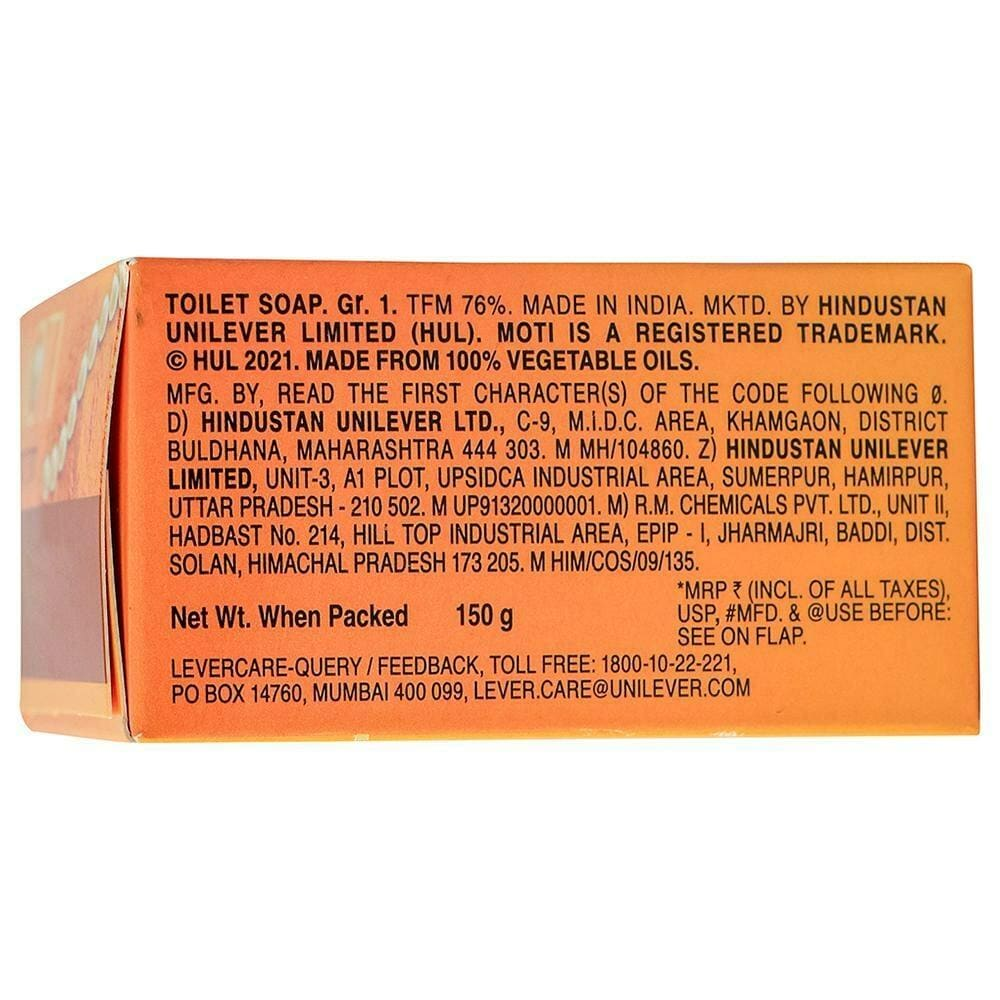 TOILET SOAP. Gr. 1. TFM 76%. MADE IN INDIA. MKTD. BY HINDUSTAN
UNILEVER LIMITED (HUL). MOTI IS A REGISTERED TRADEMARK.
© HUL 2021. MADE FROM 100% VEGETABLE OILS.
MFG. BY, READ THE FIRST CHARACTER(S) OF THE CODE FOLLOWING Ø.
D) HINDUSTAN UNILEVER LTD., C-9, M.I.D.C. AREA, KHAMGAON, DISTRICT
BULDHANA, MAHARASHTRA 444 303. M MH/104860. Z) HINDUSTAN UNILEVER
LIMITED, UNIT-3, A1 PLOT, UPSIDCA INDUSTRIAL AREA, SUMERPUR, HAMIRPUR,
UTTAR PRADESH - 210 502. M UP91320000001. M) R.M. CHEMICALS PVT. LTD., UNIT II,
HADBAST No. 214, HILL TOP INDUSTRIAL AREA, EPIP - I, JHARMAJRI, BADDI, DIST.
SOLAN, HIMACHAL PRADESH 173 205. M HIM/COS/09/135.
*MRP ₹ (INCL. OF ALL TAXES),
USP, #MFD. & @USE BEFORE:
SEE ON FLAP.
Net Wt. When Packed 150 g
LEVERCARE-QUERY / FEEDBACK, TOLL FREE: 1800-10-22-221,
PO BOX 14760, MUMBAI 400 099, LEVER.CARE@UNILEVER.COM